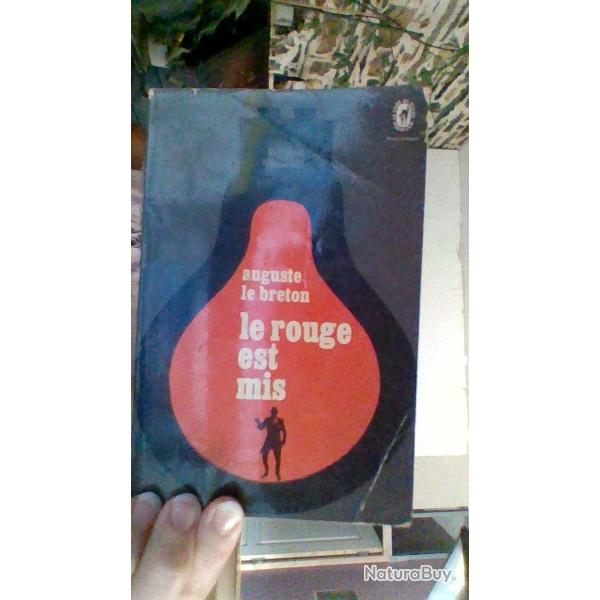 auguste
le breton
le rouge
est
mis
NaturaBuy